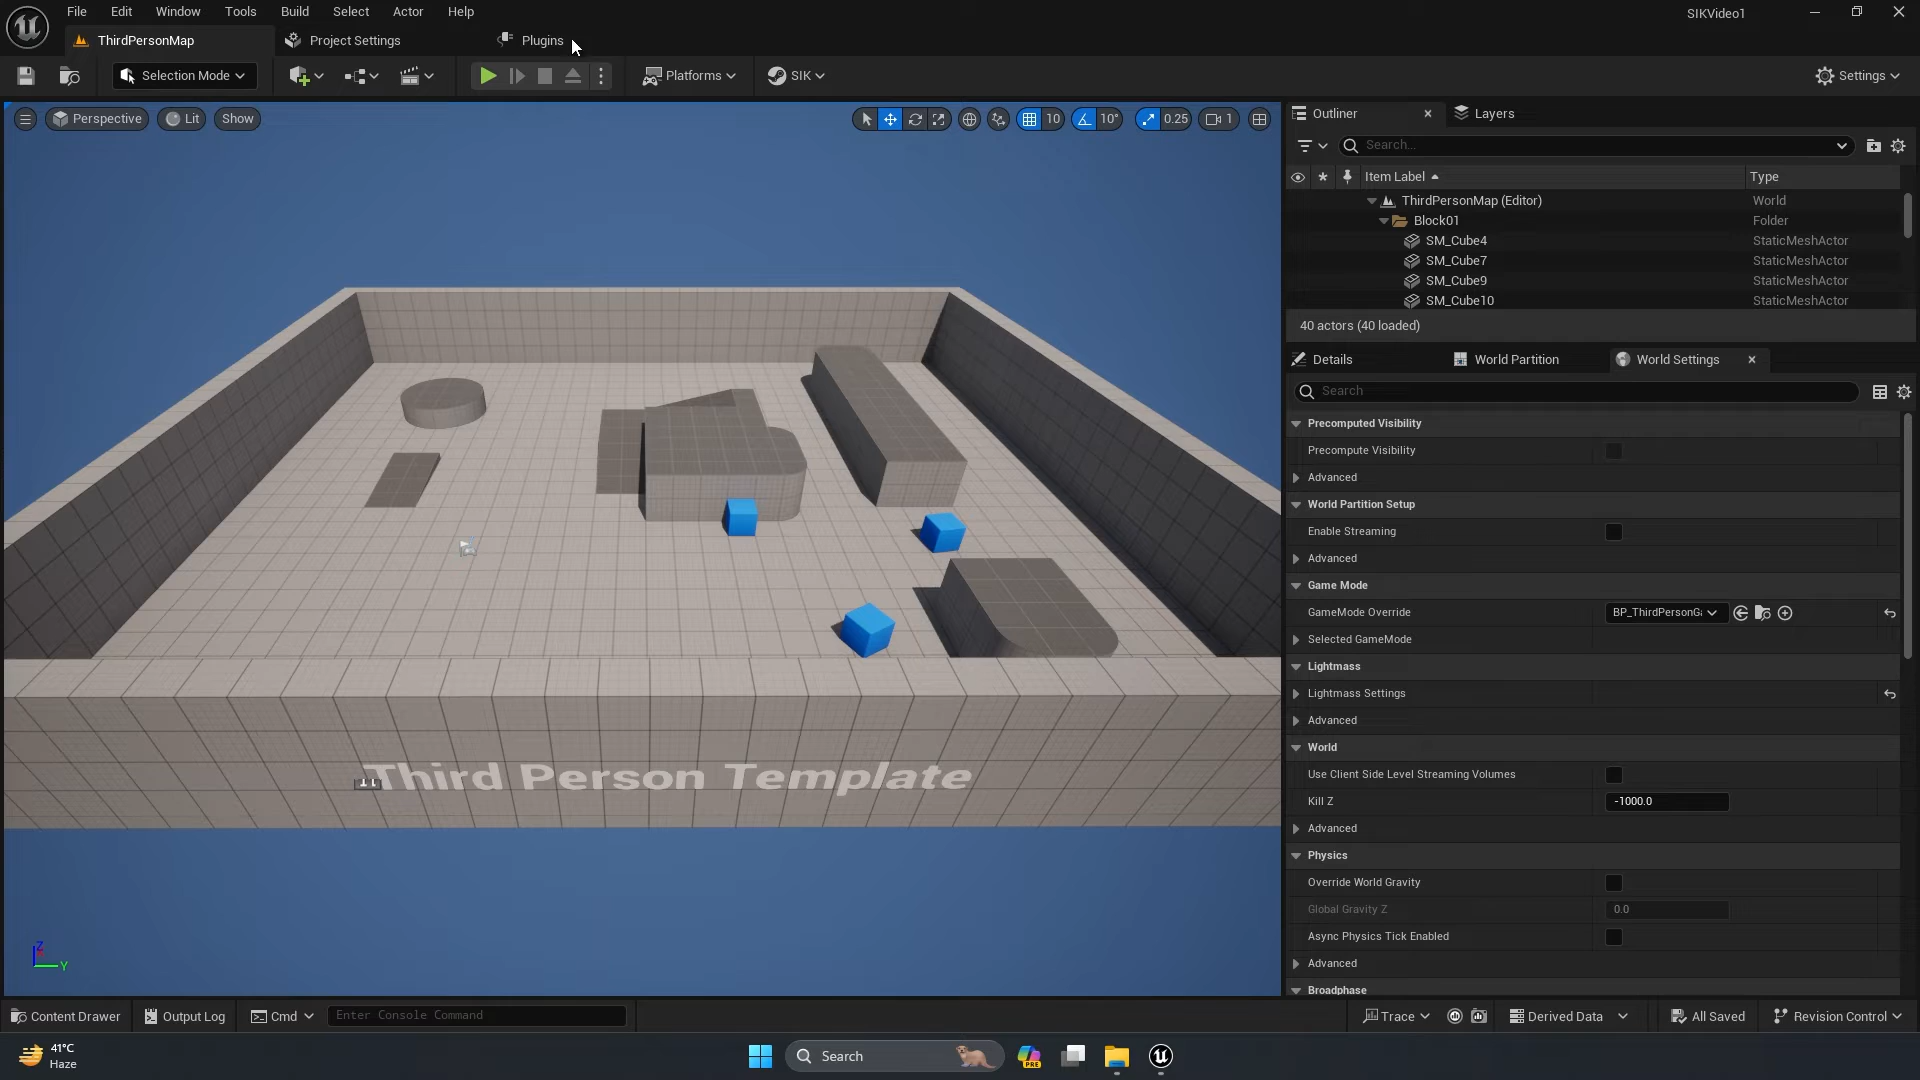 File Edit Window Tools Build Select Actor Help
SIKVideo1
ThirdPersonMap Project Settings Plugins
Selection Mode Platforms SIK Settings
Perspective Lit Show 10 10° 0.25 1
Outliner Layers
Search...
Item Label Type
ThirdPersonMap (Editor) World
Block01 Folder
SM_Cube4 StaticMeshActor
SM_Cube7 StaticMeshActor
SM_Cube9 StaticMeshActor
SM_Cube10 StaticMeshActor
40 actors (40 loaded)
Details World Partition World Settings
Search
Precomputed Visibility
Precompute Visibility
Advanced
World Partition Setup
Enable Streaming
Advanced
Game Mode
GameMode Override BP_ThirdPersonGa
Selected GameMode
Lightmass
Lightmass Settings
Advanced
World
Use Client Side Level Streaming Volumes
Kill Z -1000.0
Advanced
Physics
Override World Gravity
Global Gravity Z 0.0
Async Physics Tick Enabled
Advanced
Broadphase
Third Person Template
Z
Y
Content Drawer Output Log Cmd Enter Console Command Trace Derived Data All Saved Revision Control
41°C
Haze
Search
PRE